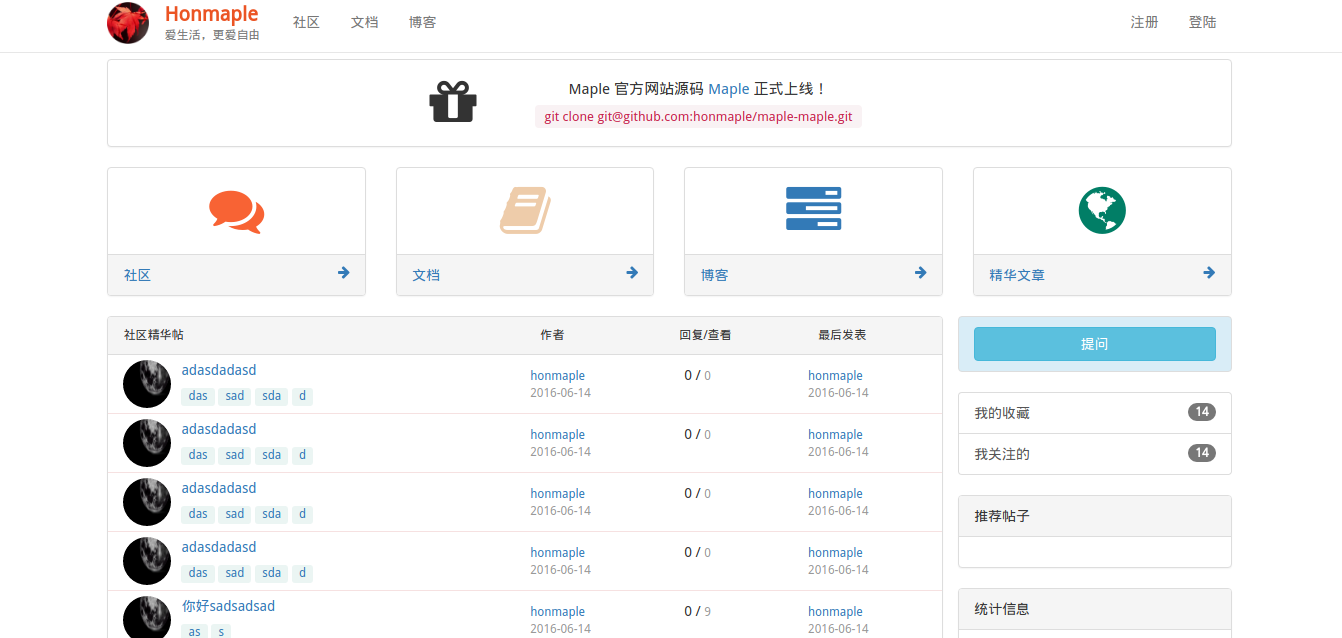 Honmaple
爱生活，更爱自由
社区 文档 博客 注册 登陆
Maple 官方网站源码 Maple 正式上线！
git clone git@github.com:honmaple/maple-maple.git
社区 文档 博客 精华文章
社区精华帖 作者 回复/查看 最后发表
提问
adasdadasd
das sad sda d
honmaple 0 / 0 honmaple
2016-06-14 2016-06-14
adasdadasd
das sad sda d
honmaple 0 / 0 honmaple
2016-06-14 2016-06-14
adasdadasd
das sad sda d
honmaple 0 / 0 honmaple
2016-06-14 2016-06-14
adasdadasd
das sad sda d
honmaple 0 / 0 honmaple
2016-06-14 2016-06-14
你好sadsadsad
as s
honmaple 0 / 9 honmaple
2016-06-14 2016-06-14
我的收藏 14
我关注的 14
推荐帖子
统计信息